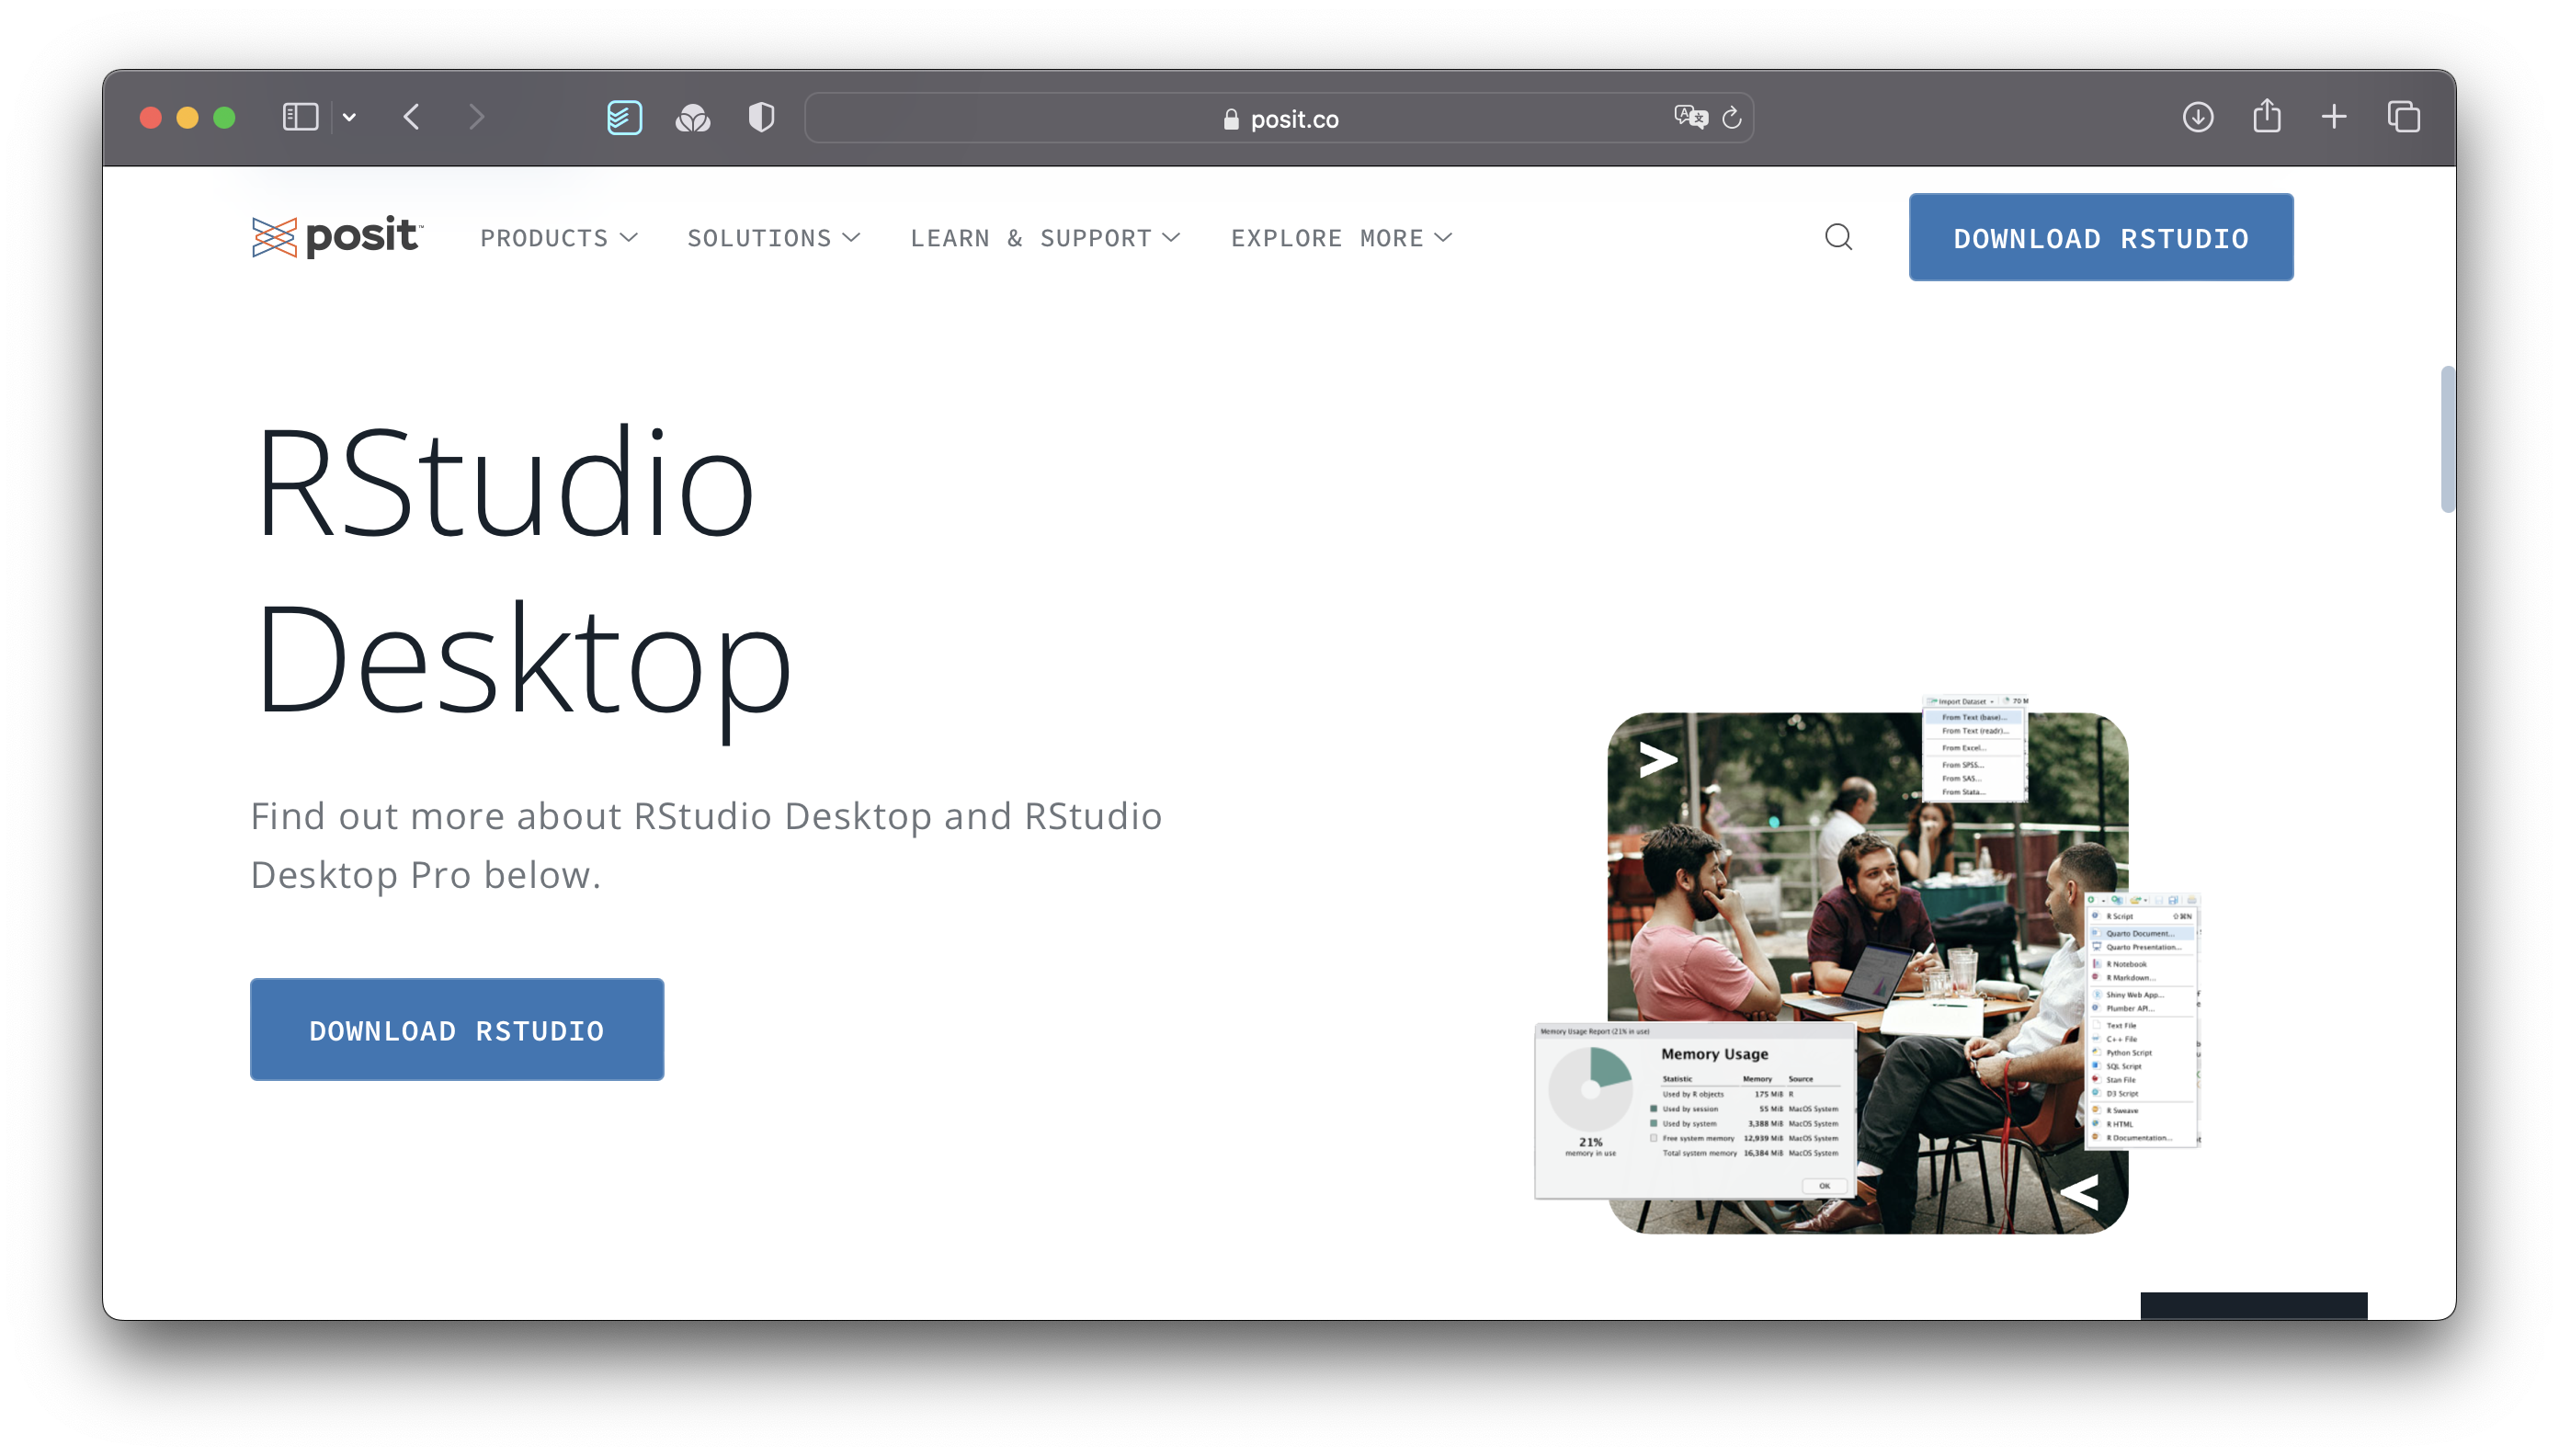 posit.co
posit™
PRODUCTS
SOLUTIONS
LEARN & SUPPORT
EXPLORE MORE
DOWNLOAD RSTUDIO
RStudio
Desktop
Find out more about RStudio Desktop and RStudio
Desktop Pro below.
DOWNLOAD RSTUDIO
Import Dataset 70 M
From Text (base)...
From Text (readr)...
From Excel...
From SPSS...
From SAS...
From Stata...
R Script ⇧⌘N
Quarto Document...
Quarto Presentation...
R Notebook
R Markdown...
Shiny Web App...
Plumber API...
Text File
C++ File
Python Script
SQL Script
Stan File
D3 Script
R Sweave
R HTML
R Documentation...
Memory Usage Report (21% in use)
Memory Usage
Statistic Memory Source
Used by R objects 175 MiB R
Used by session 55 MiB MacOS System
Used by system 3,388 MiB MacOS System
Free system memory 12,939 MiB MacOS System
Total system memory 16,384 MiB MacOS System
21%
memory in use
OK